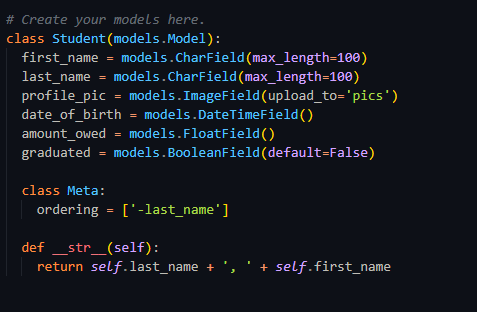 # Create your models here.
class Student(models.Model):
  first_name = models.CharField(max_length=100)
  last_name = models.CharField(max_length=100)
  profile_pic = models.ImageField(upload_to='pics')
  date_of_birth = models.DateTimeField()
  amount_owed = models.FloatField()
  graduated = models.BooleanField(default=False)

  class Meta:
    ordering = ['-last_name']

  def __str__(self):
    return self.last_name + ', ' + self.first_name